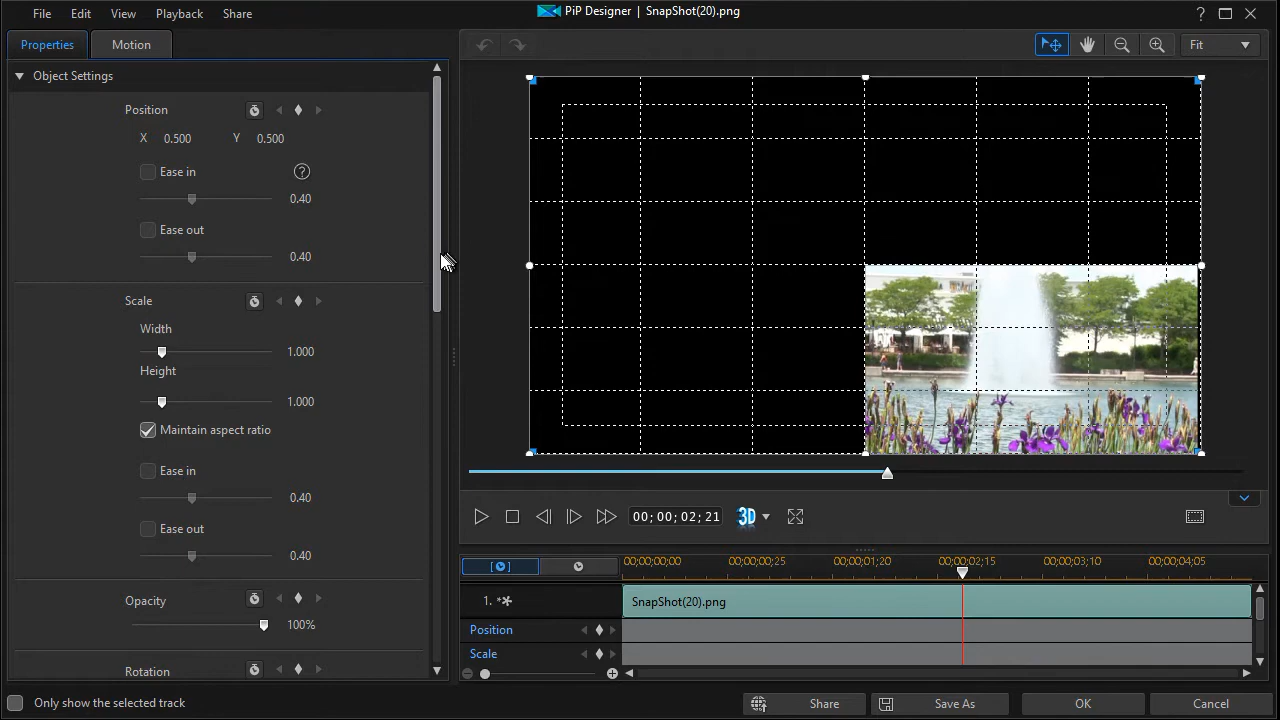 File Edit View Playback Share
PiP Designer | SnapShot(20).png
Properties Motion
Fit
Object Settings
Position
X 0.500 Y 0.500
Ease in
0.40
Ease out
0.40
Scale
Width
1.000
Height
1.000
Maintain aspect ratio
Ease in
0.40
Ease out
0.40
Opacity
100%
Rotation
00; 00; 02; 21
3D
00;00;00;00 00;00;00;25 00;00;01;20 00;00;02;15 00;00;03;10 00;00;04;05
1. *
SnapShot(20).png
Position
Scale
Only show the selected track
Share Save As OK Cancel